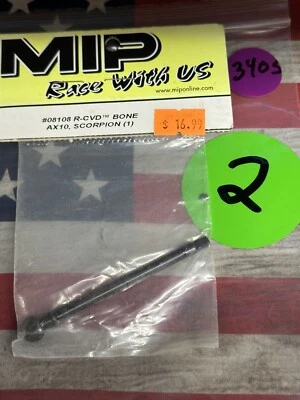 MIP
Race With US
www.miponline.com
#08108 R-CVD™ BONE
AX10, SCORPION (1)
$ 16.99
340s
2